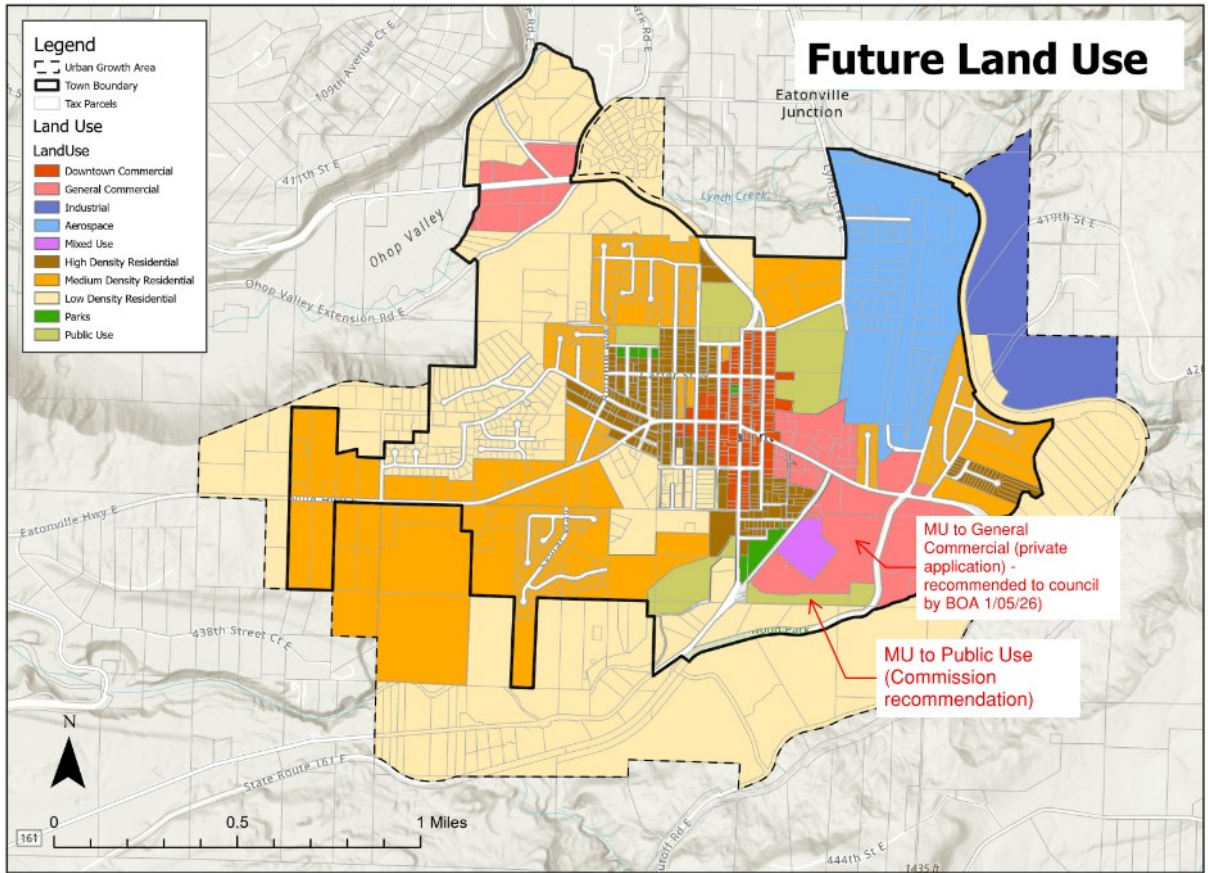 Future Land Use
Legend
Urban Growth Area
Town Boundary
Tax Parcels
Land Use
LandUse
Downtown Commercial
General Commercial
Industrial
Aerospace
Mixed Use
High Density Residential
Medium Density Residential
Low Density Residential
Parks
Public Use
109th Avenue Ct E
411th St E
Eatonville
Junction
Lynch Creek
419th St E
Ohop Valley
Ohop Valley Extension Rd E
Eatonville Hwy E
438th Street Ct E
MU to General
Commercial (private
application) -
recommended to council
by BOA 1/05/26)
MU to Public Use
(Commission
recommendation)
N
State Route 161 E
0 0.5 1 Miles
161
444th St E
1435 ft